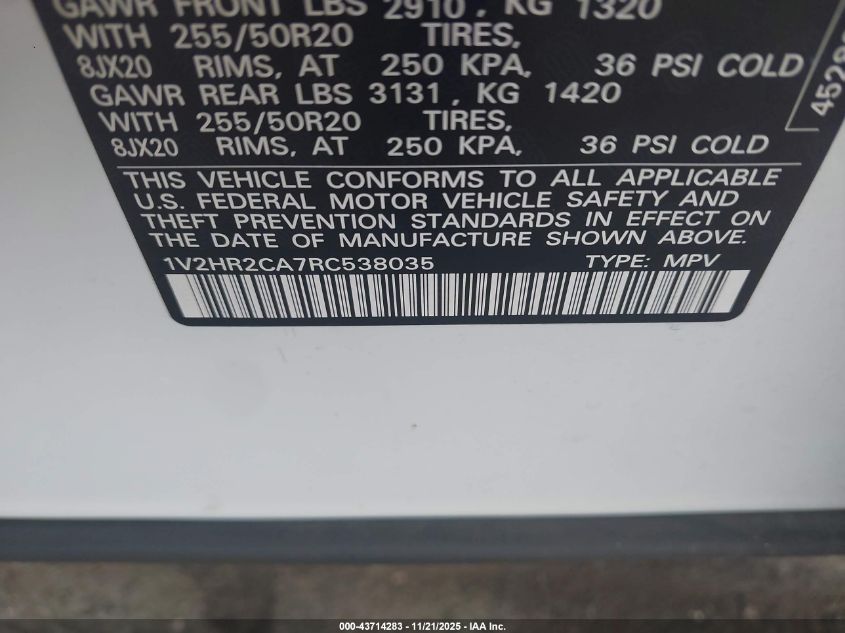 GAWR FRONT LBS 2910, KG 1320
WITH 255/50R20 TIRES,
8JX20 RIMS, AT 250 KPA, 36 PSI COLD
GAWR REAR LBS 3131, KG 1420
WITH 255/50R20 TIRES,
8JX20 RIMS, AT 250 KPA, 36 PSI COLD
THIS VEHICLE CONFORMS TO ALL APPLICABLE
U.S. FEDERAL MOTOR VEHICLE SAFETY AND
THEFT PREVENTION STANDARDS IN EFFECT ON
THE DATE OF MANUFACTURE SHOWN ABOVE.
1V2HR2CA7RC538035 TYPE: MPV
000-43714283 - 11/21/2025 - IAA Inc.